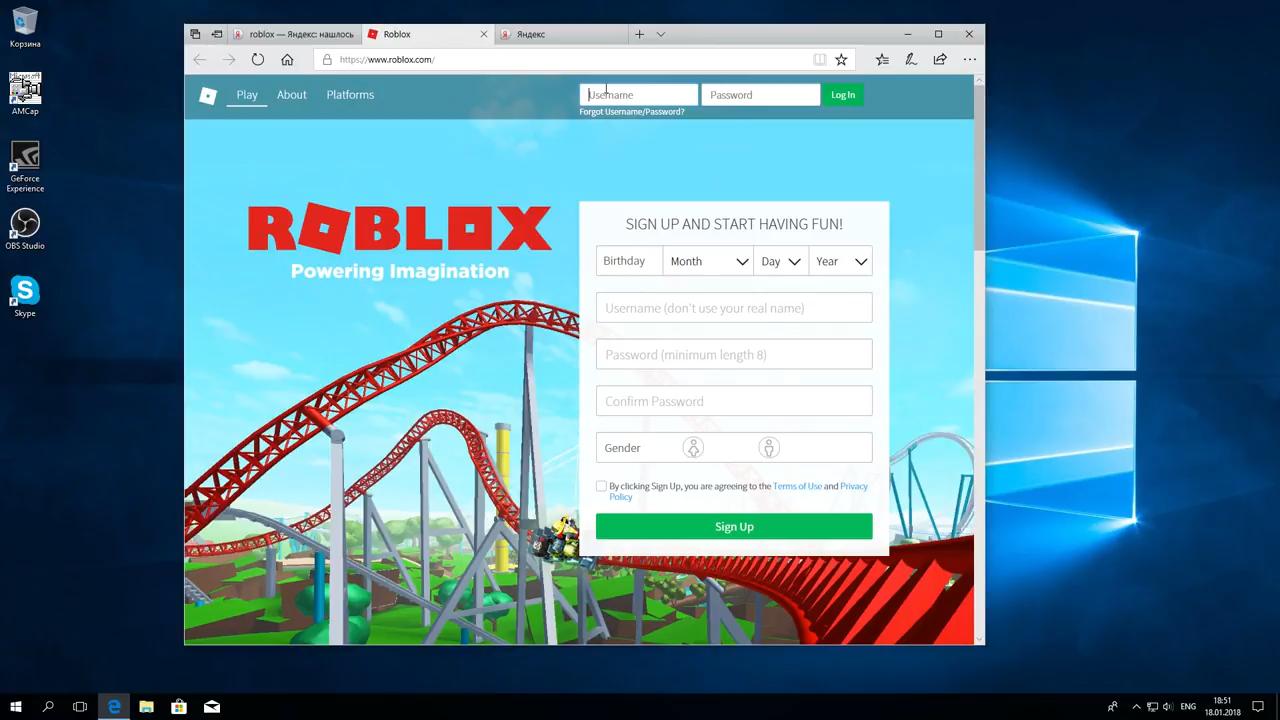 Корзина
AMCap
GeForce
Experience
OBS Studio
Skype
roblox — Яндекс: нашлось
Roblox
Яндекс
https://www.roblox.com/
Play
About
Platforms
Username
Password
Log In
Forgot Username/Password?
ROBLOX
Powering Imagination
SIGN UP AND START HAVING FUN!
Birthday
Month
Day
Year
Username (don't use your real name)
Password (minimum length 8)
Confirm Password
Gender
By clicking Sign Up, you are agreeing to the Terms of Use and Privacy
Policy
Sign Up
ENG
18:51
18.01.2018